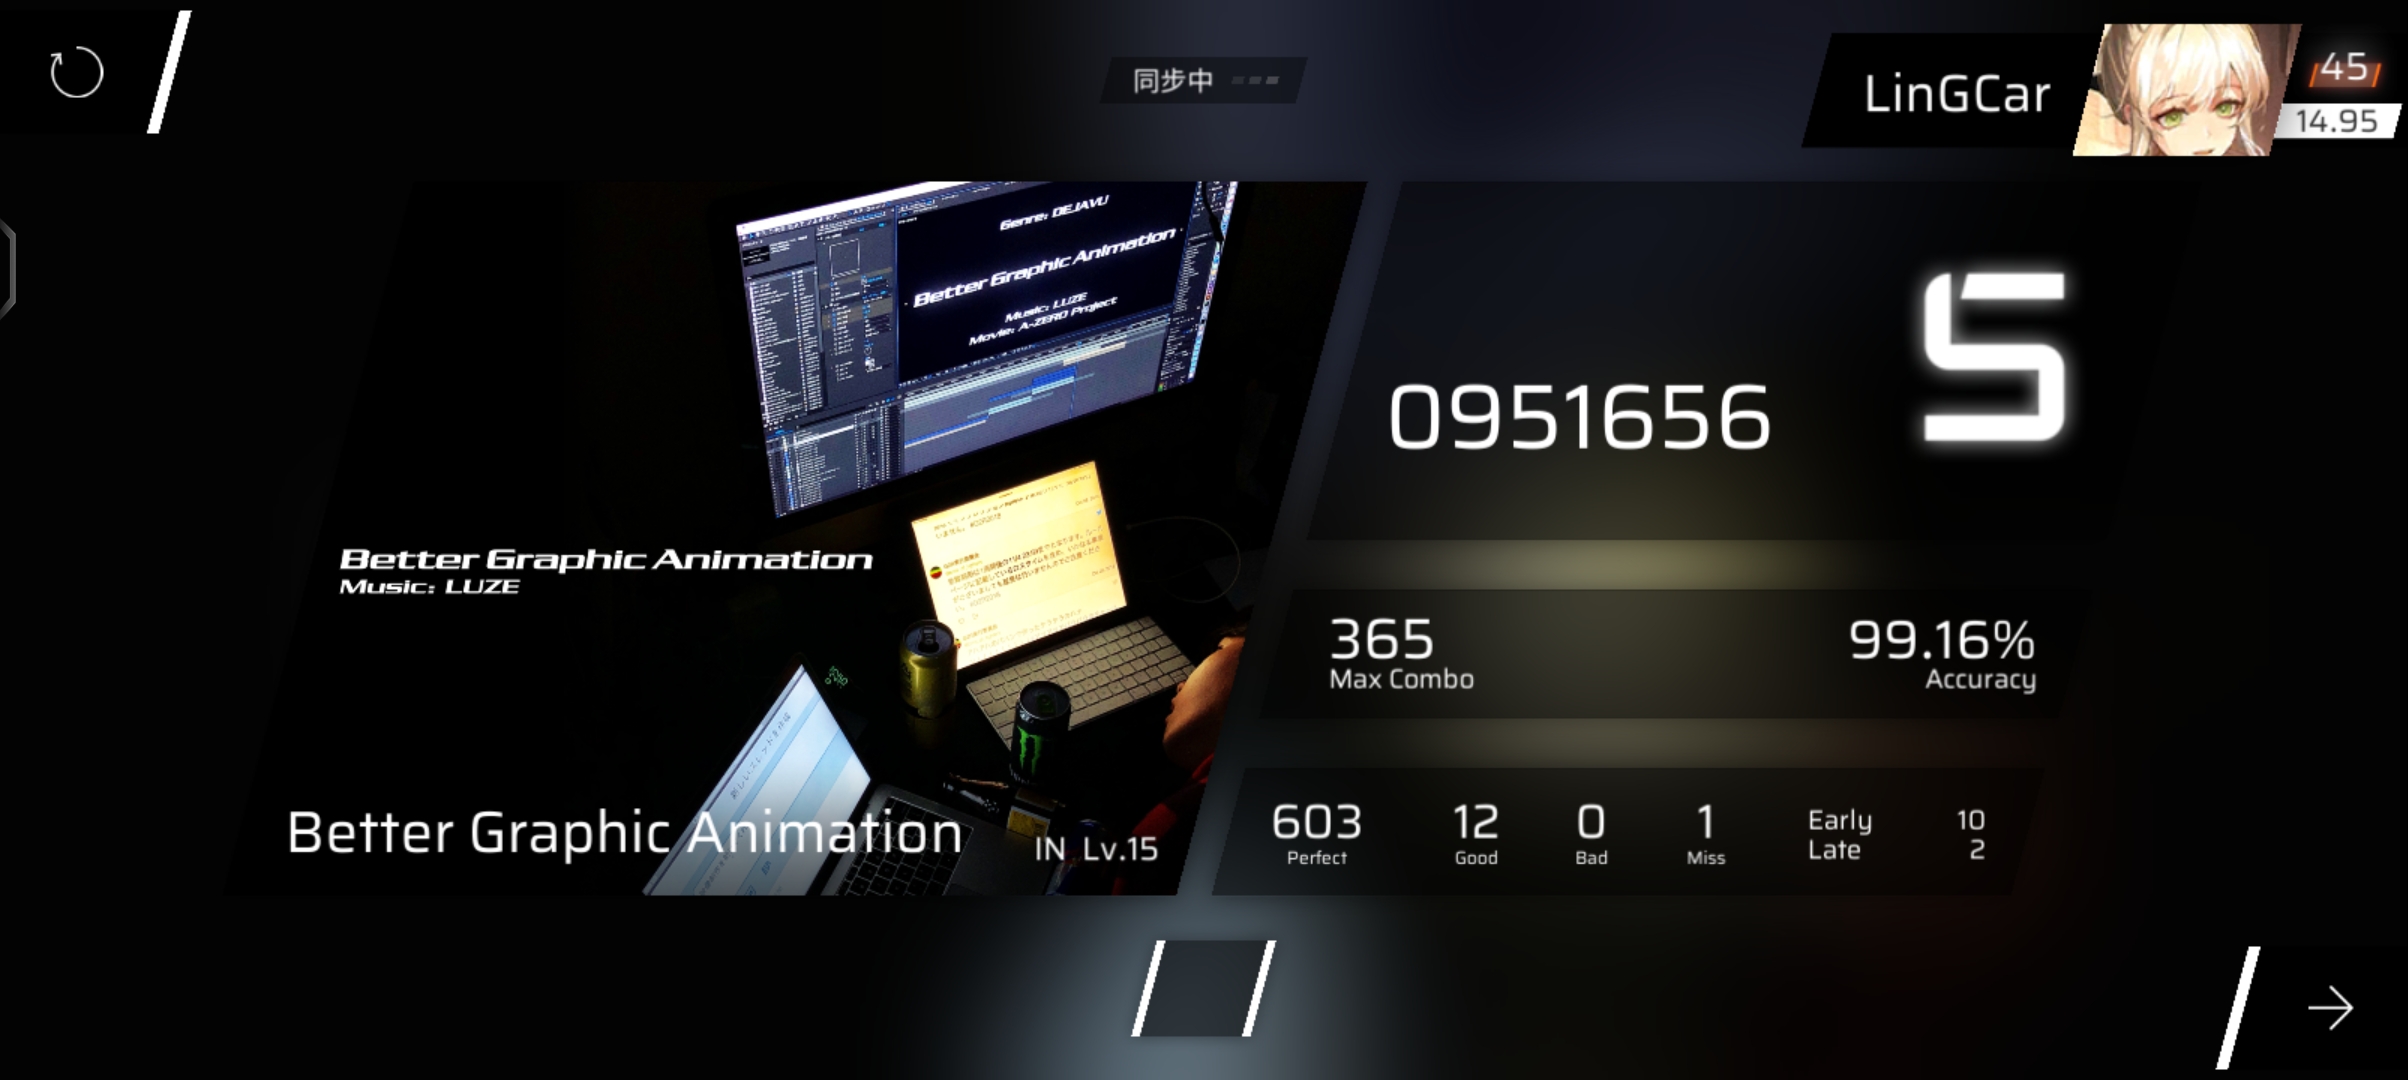 同步中
LinGCar
45
14.95
Genre: DEJAVU
Better Graphic Animation
Music: LUZE
Movie: A-ZERO Project
Better Graphic Animation
Music: LUZE
Better Graphic Animation
IN Lv.15
0951656
S
365
Max Combo
99.16%
Accuracy
603
Perfect
12
Good
0
Bad
1
Miss
Early 10
Late 2